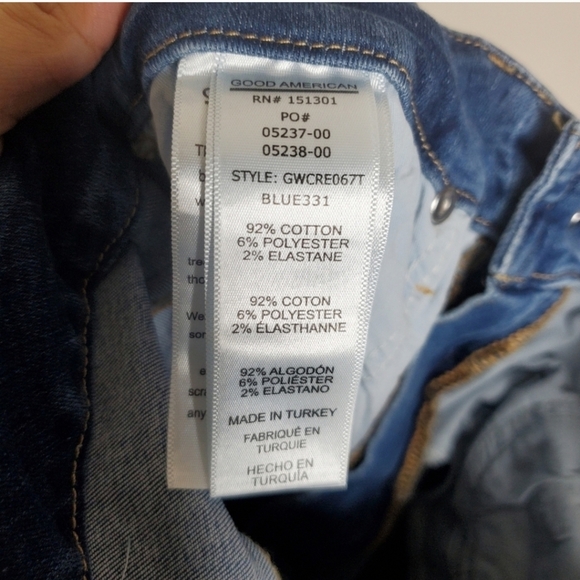 GOOD AMERICAN
RN# 151301
PO#
05237-00
05238-00
STYLE: GWCRE067T
BLUE331
92% COTTON
6% POLYESTER
2% ELASTANE
92% COTON
6% POLYESTER
2% ÉLASTHANNE
92% ALGODÓN
6% POLIÉSTER
2% ELASTANO
MADE IN TURKEY
FABRIQUÉ EN
TURQUIE
HECHO EN
TURQUÍA